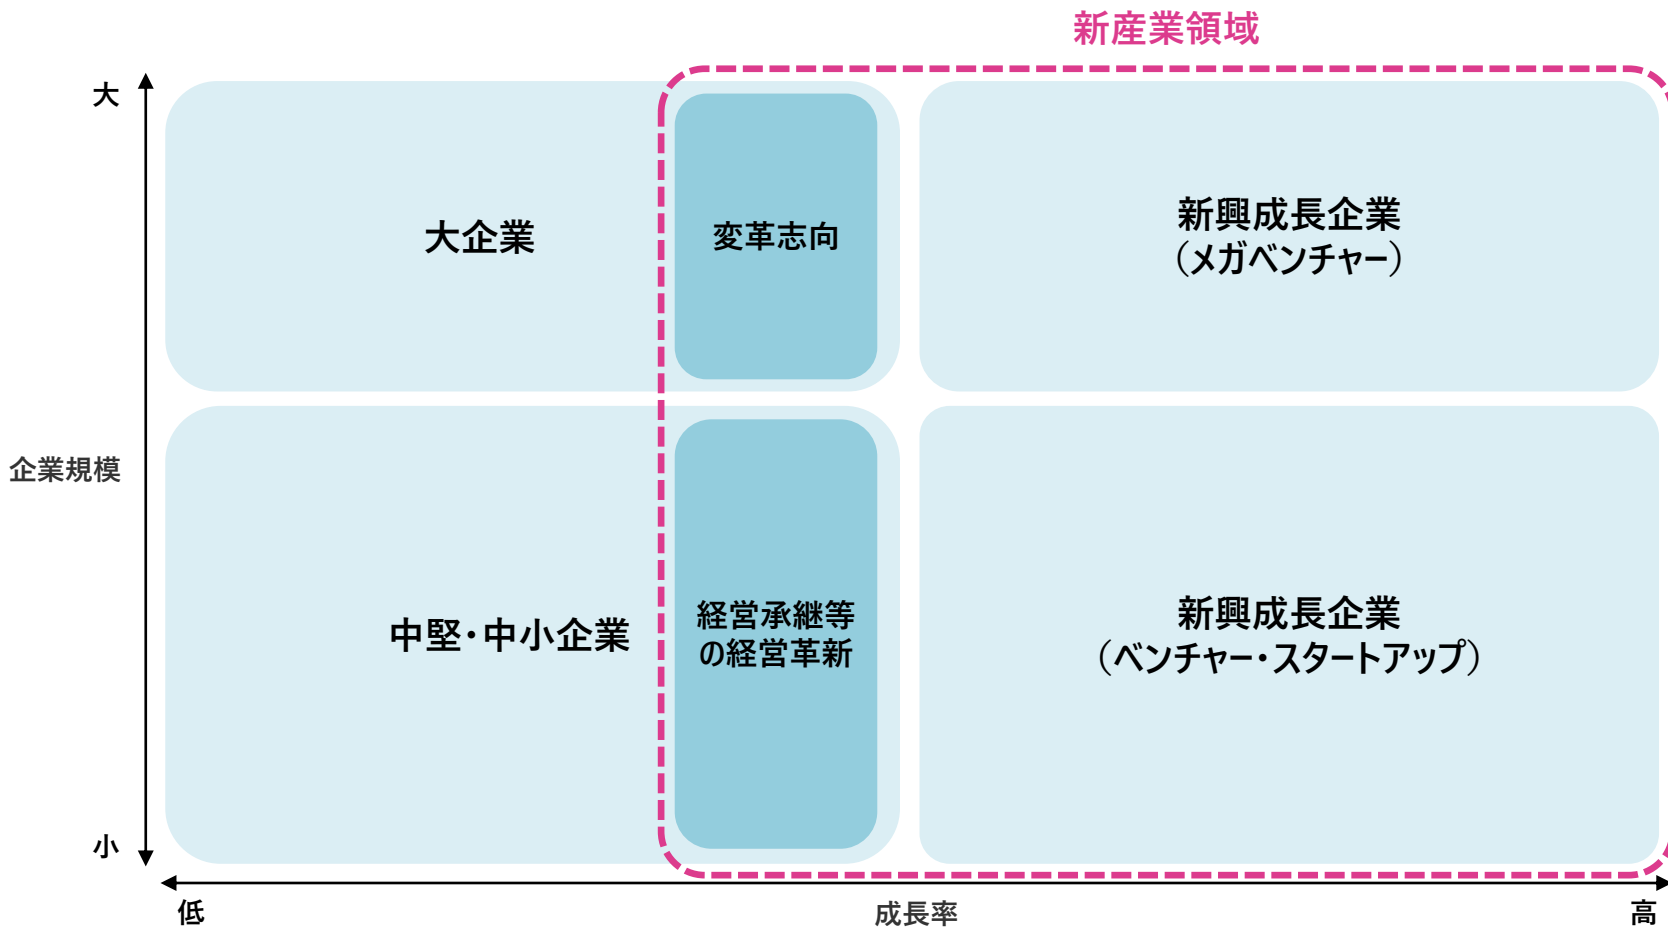 新産業領域
大
大企業
変革志向
新興成長企業
（メガベンチャー）
企業規模
中堅・中小企業
経営承継等
の経営革新
新興成長企業
（ベンチャー・スタートアップ）
小
低
成長率
高